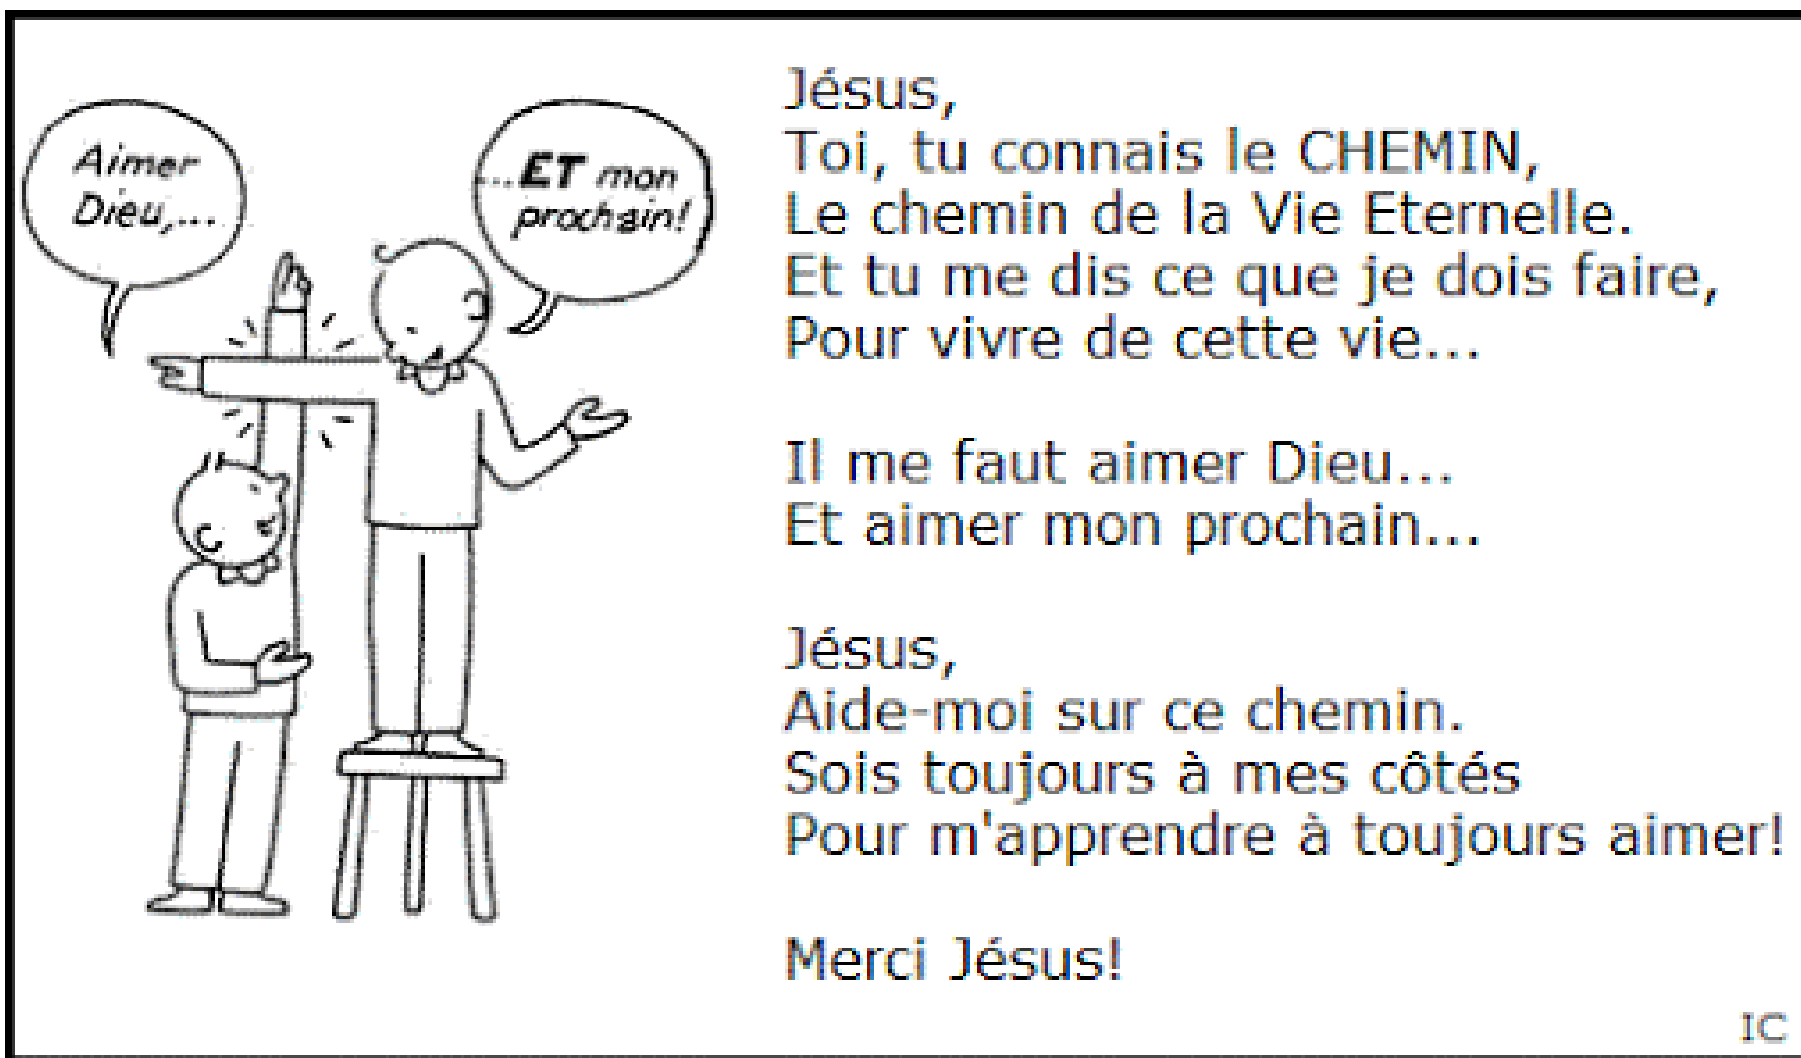 Aimer
Dieu,...
...ET mon
prochain!
Jésus,
Toi, tu connais le CHEMIN,
Le chemin de la Vie Eternelle.
Et tu me dis ce que je dois faire,
Pour vivre de cette vie...
Il me faut aimer Dieu...
Et aimer mon prochain...
Jésus,
Aide-moi sur ce chemin.
Sois toujours à mes côtés
Pour m'apprendre à toujours aimer!
Merci Jésus!
IC